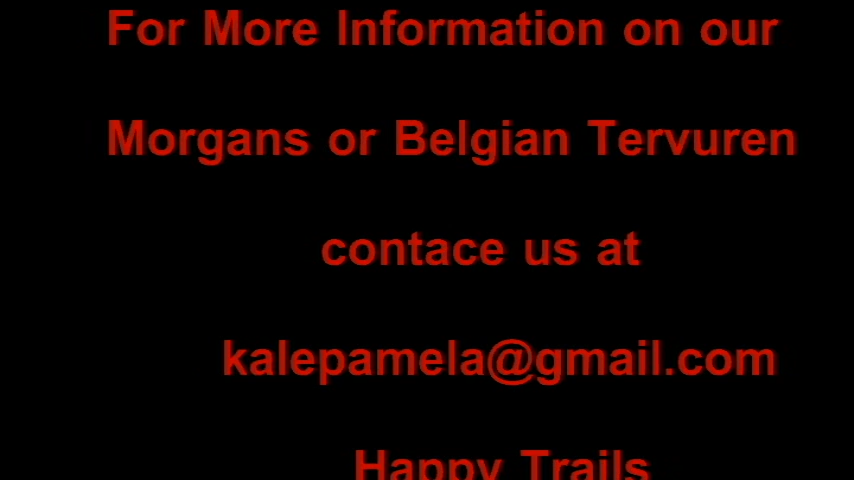 For More Information on our
Morgans or Belgian Tervuren
contace us at
kalepamela@gmail.com
Happy Trails